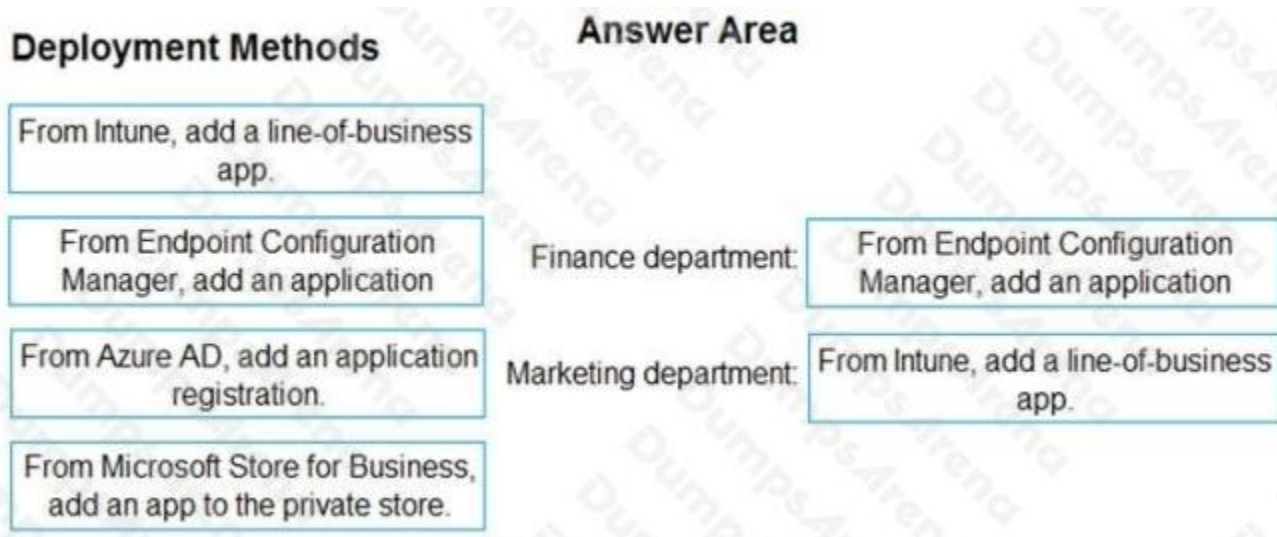 Deployment Methods
Answer Area
From Intune, add a line-of-business
app.
From Endpoint Configuration
Manager, add an application
From Azure AD, add an application
registration.
From Microsoft Store for Business,
add an app to the private store.
Finance department:
From Endpoint Configuration
Manager, add an application
Marketing department:
From Intune, add a line-of-business
app.
DumpsArena